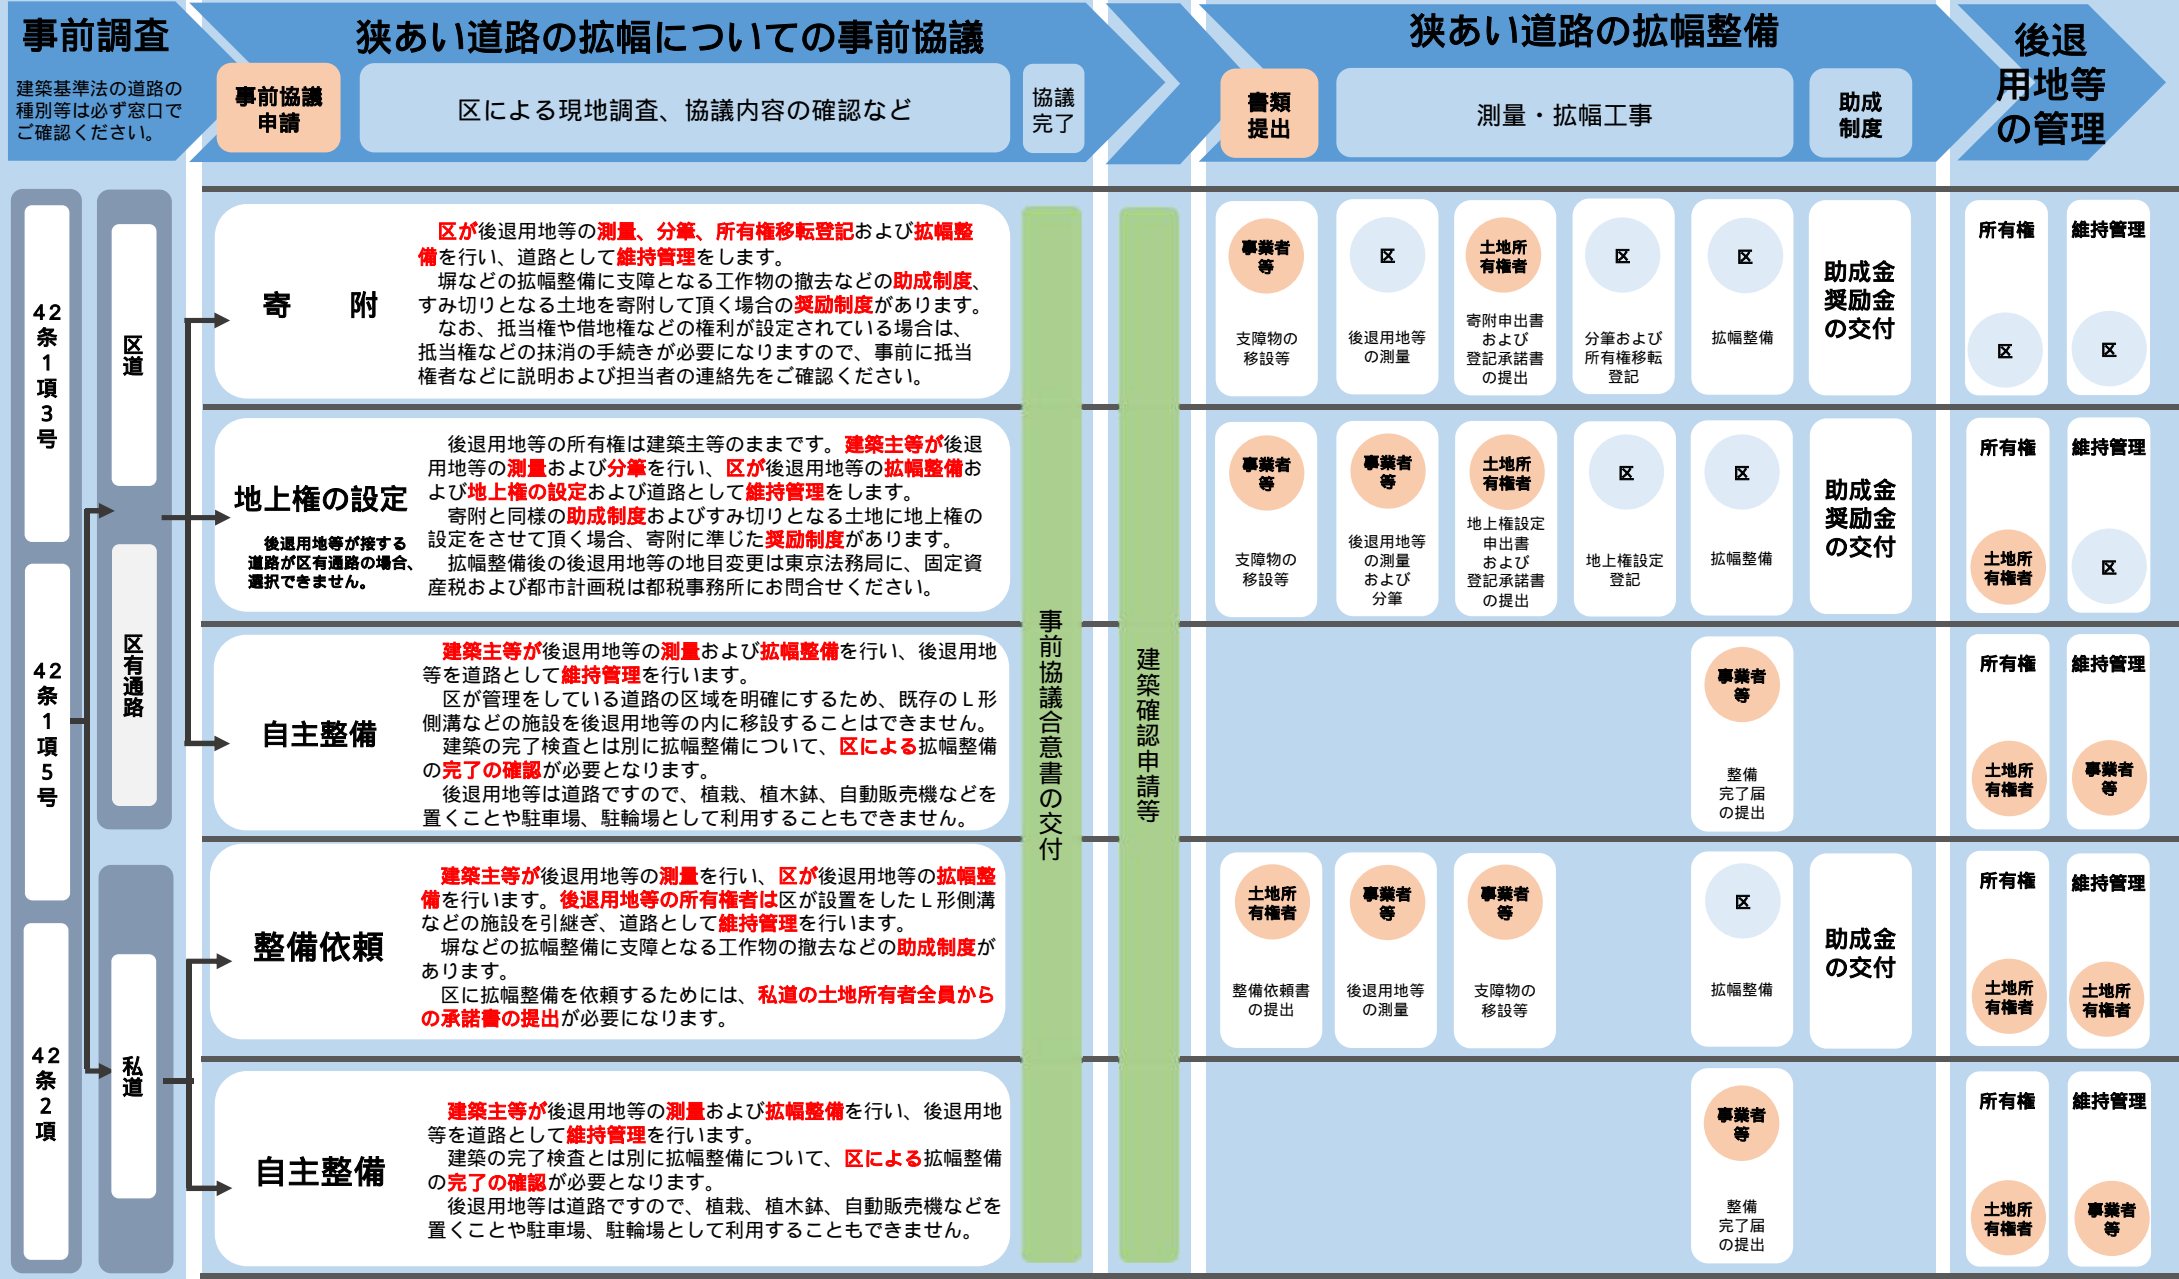 事前調査
建築基準法の道路の
種別等は必ず窓口で
ご確認ください。
狭あい道路の拡幅についての事前協議
事前協議
申請
区による現地調査、協議内容の確認など
協議
完了
狭あい道路の拡幅整備
書類
提出
測量・拡幅工事
助成
制度
後退
用地等
の管理
42条1項3号
42条1項5号
42条2項
区道
区有通路
私道
寄　附
区が後退用地等の測量、分筆、所有権移転登記および拡幅整
備を行い、道路として維持管理をします。
塀などの拡幅整備に支障となる工作物の撤去などの助成制度、
すみ切りとなる土地を寄附して頂く場合の奨励制度があります。
なお、抵当権や借地権などの権利が設定されている場合は、
抵当権などの抹消の手続きが必要になりますので、事前に抵当
権者などに説明および担当者の連絡先をご確認ください。
地上権の設定
後退用地等が接する
道路が区有通路の場合、
選択できません。
後退用地等の所有権は建築主等のままです。建築主等が後退
用地等の測量および分筆を行い、区が後退用地等の拡幅整備お
よび地上権の設定および道路として維持管理をします。
寄附と同様の助成制度およびすみ切りとなる土地に地上権の
設定をさせて頂く場合、寄附に準じた奨励制度があります。
拡幅整備後の後退用地等の地目変更は東京法務局に、固定資
産税および都市計画税は都税事務所にお問合せください。
自主整備
建築主等が後退用地等の測量および拡幅整備を行い、後退用地
等を道路として維持管理を行います。
区が管理をしている道路の区域を明確にするため、既存のＬ形
側溝などの施設を後退用地等の内に移設することはできません。
建築の完了検査とは別に拡幅整備について、区による拡幅整備
の完了の確認が必要となります。
後退用地等は道路ですので、植栽、植木鉢、自動販売機などを
置くことや駐車場、駐輪場として利用することもできません。
整備依頼
建築主等が後退用地等の測量を行い、区が後退用地等の拡幅整
備を行います。後退用地等の所有権者は区が設置をしたＬ形側溝
などの施設を引継ぎ、道路として維持管理を行います。
塀などの拡幅整備に支障となる工作物の撤去などの助成制度が
あります。
区に拡幅整備を依頼するためには、私道の土地所有者全員から
の承諾書の提出が必要になります。
自主整備
建築主等が後退用地等の測量および拡幅整備を行い、後退用地
等を道路として維持管理を行います。
建築の完了検査とは別に拡幅整備について、区による拡幅整備
の完了の確認が必要となります。
後退用地等は道路ですので、植栽、植木鉢、自動販売機などを
置くことや駐車場、駐輪場として利用することもできません。
事前協議合意書の交付
建築確認申請等
事業者
等
支障物の
移設等
区
後退用地等
の測量
土地所
有権者
寄附申出書
および
登記承諾書
の提出
区
分筆および
所有権移転
登記
区
拡幅整備
助成金
奨励金
の交付
所有権
区
維持管理
区
事業者
等
支障物の
移設等
事業者
等
後退用地等
の測量
および
分筆
土地所
有権者
地上権設定
申出書
および
登記承諾書
の提出
区
地上権設定
登記
区
拡幅整備
助成金
奨励金
の交付
所有権
土地所
有権者
維持管理
区
事業者
等
整備
完了届
の提出
所有権
土地所
有権者
維持管理
事業者
等
土地所
有権者
整備依頼書
の提出
事業者
等
後退用地等
の測量
事業者
等
支障物の
移設等
区
拡幅整備
助成金
の交付
所有権
土地所
有権者
維持管理
土地所
有権者
事業者
等
整備
完了届
の提出
所有権
土地所
有権者
維持管理
事業者
等